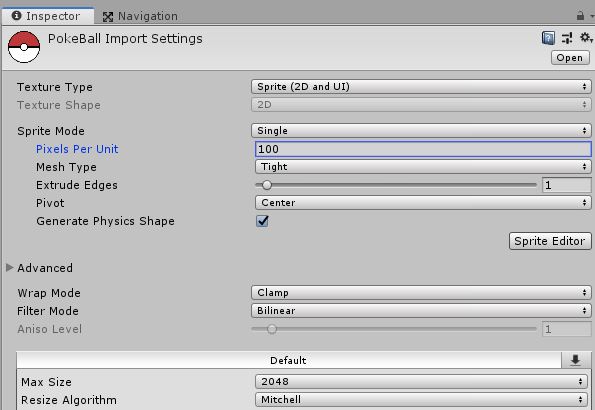 Inspector Navigation
PokeBall Import Settings
Open
Texture Type Sprite (2D and UI)
Texture Shape 2D
Sprite Mode Single
Pixels Per Unit 100
Mesh Type Tight
Extrude Edges 1
Pivot Center
Generate Physics Shape
Sprite Editor
Advanced
Wrap Mode Clamp
Filter Mode Bilinear
Aniso Level 1
Default
Max Size 2048
Resize Algorithm Mitchell